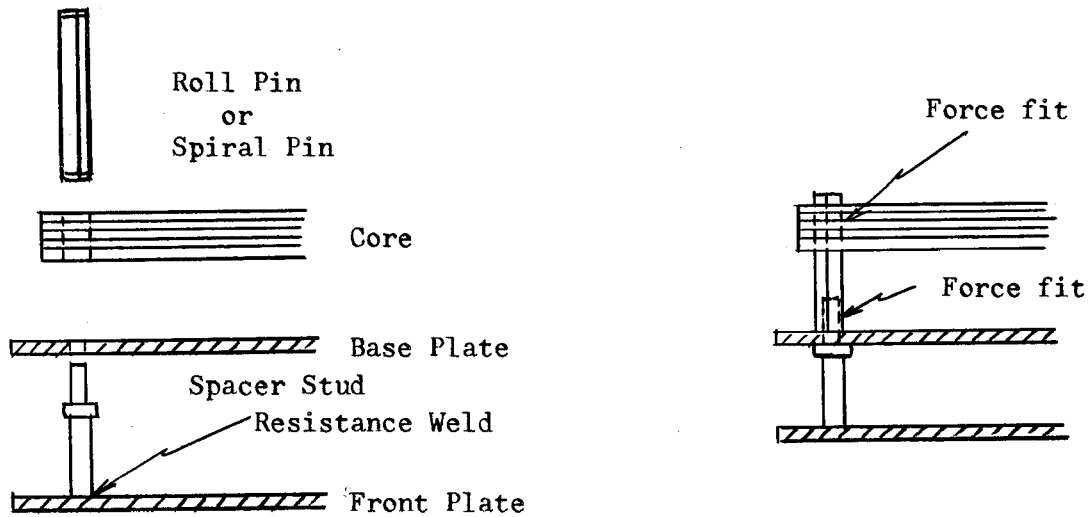 Roll Pin
or
Spiral Pin
Core
Base Plate
Spacer Stud
Resistance Weld
Front Plate
Force fit
Force fit